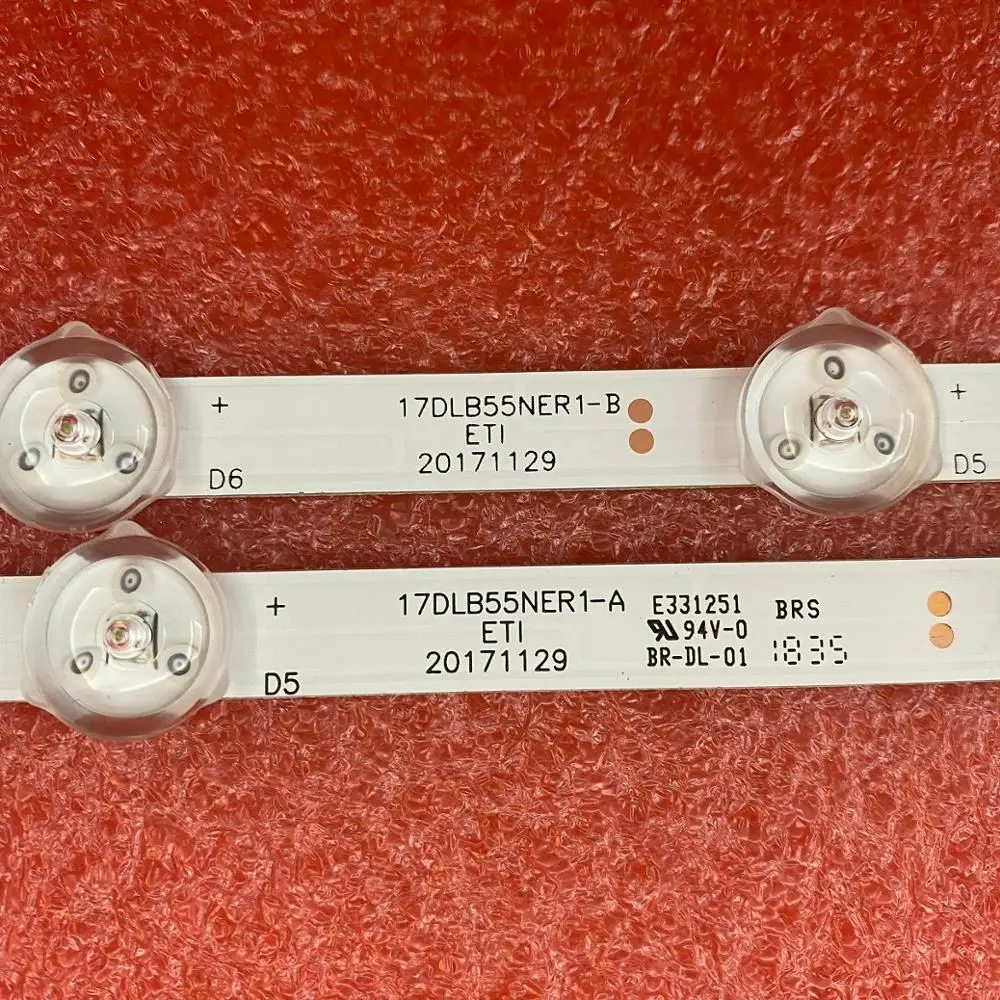 + 17DLB55NER1-B +
ETI
D6 20171129 D5
+ 17DLB55NER1-A E331251 BRS
ETI 94V-0
20171129 BR-DL-01 1835
D5